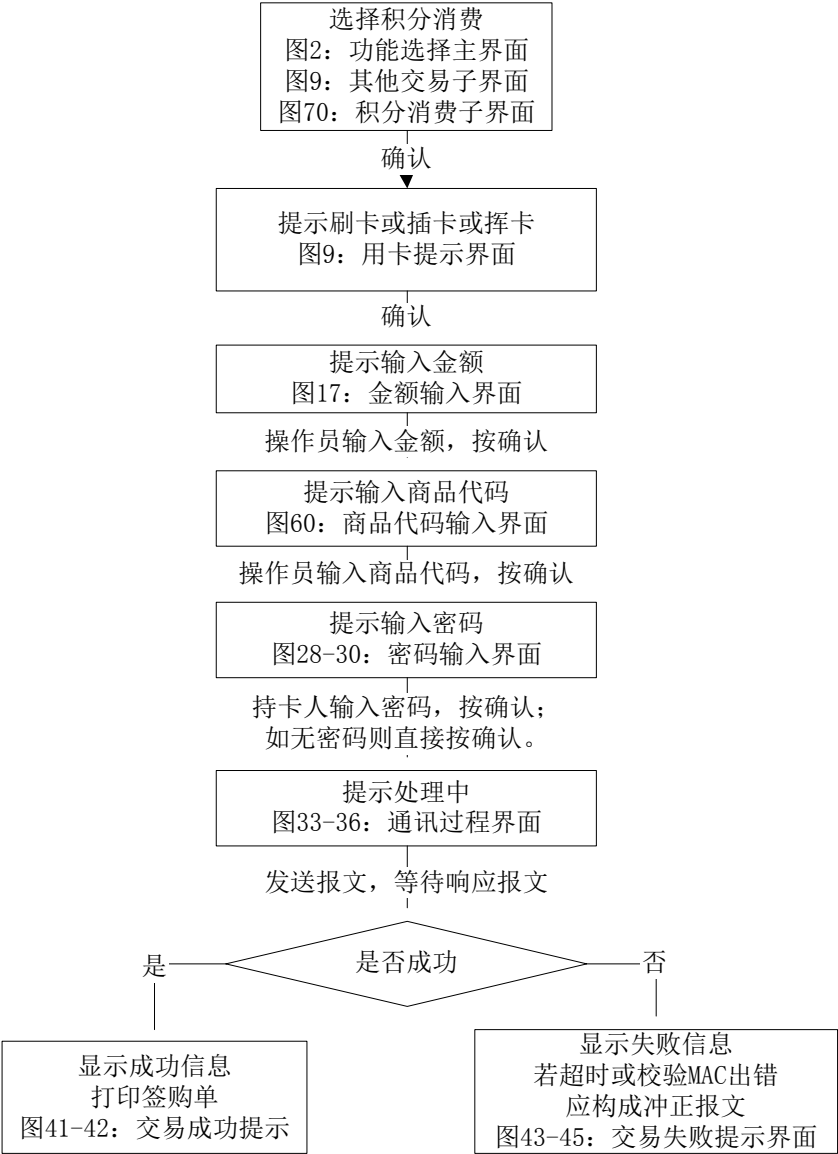 选择积分消费
图2：功能选择主界面
图9：其他交易子界面
图70：积分消费子界面
确认
提示刷卡或插卡或挥卡
图9：用卡提示界面
确认
提示输入金额
图17：金额输入界面
操作员输入金额，按确认
提示输入商品代码
图60：商品代码输入界面
操作员输入商品代码，按确认
提示输入密码
图28-30：密码输入界面
持卡人输入密码，按确认；
如无密码则直接按确认。
提示处理中
图33-36：通讯过程界面
发送报文，等待响应报文
是否成功
是
否
显示成功信息
打印签购单
图41-42：交易成功提示
显示失败信息
若超时或校验MAC出错
应构成冲正报文
图43-45：交易失败提示界面